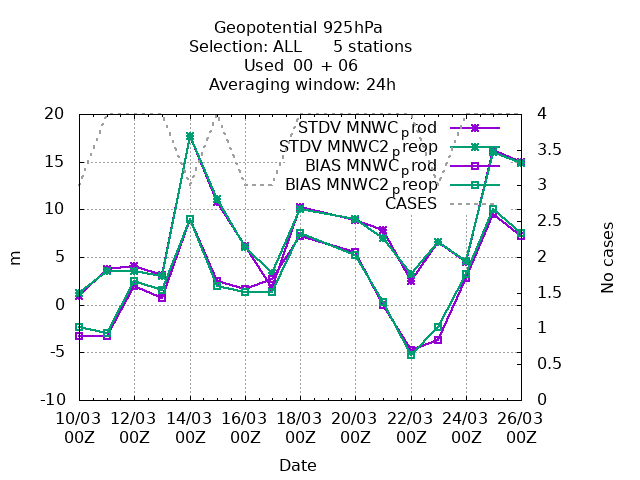 Geopotential 925hPa
Selection: ALL 5 stations
Used 00 + 06
Averaging window: 24h
20
15
10
5
0
-5
-10
m
4
3.5
3
2.5
2
1.5
1
0.5
0
No cases
STDV MNWC_prod
STDV MNWC2_preop
BIAS MNWC_prod
BIAS MNWC2_preop
CASES
10/03 12/03 14/03 16/03 18/03 20/03 22/03 24/03 26/03
00Z 00Z 00Z 00Z 00Z 00Z 00Z 00Z 00Z
Date